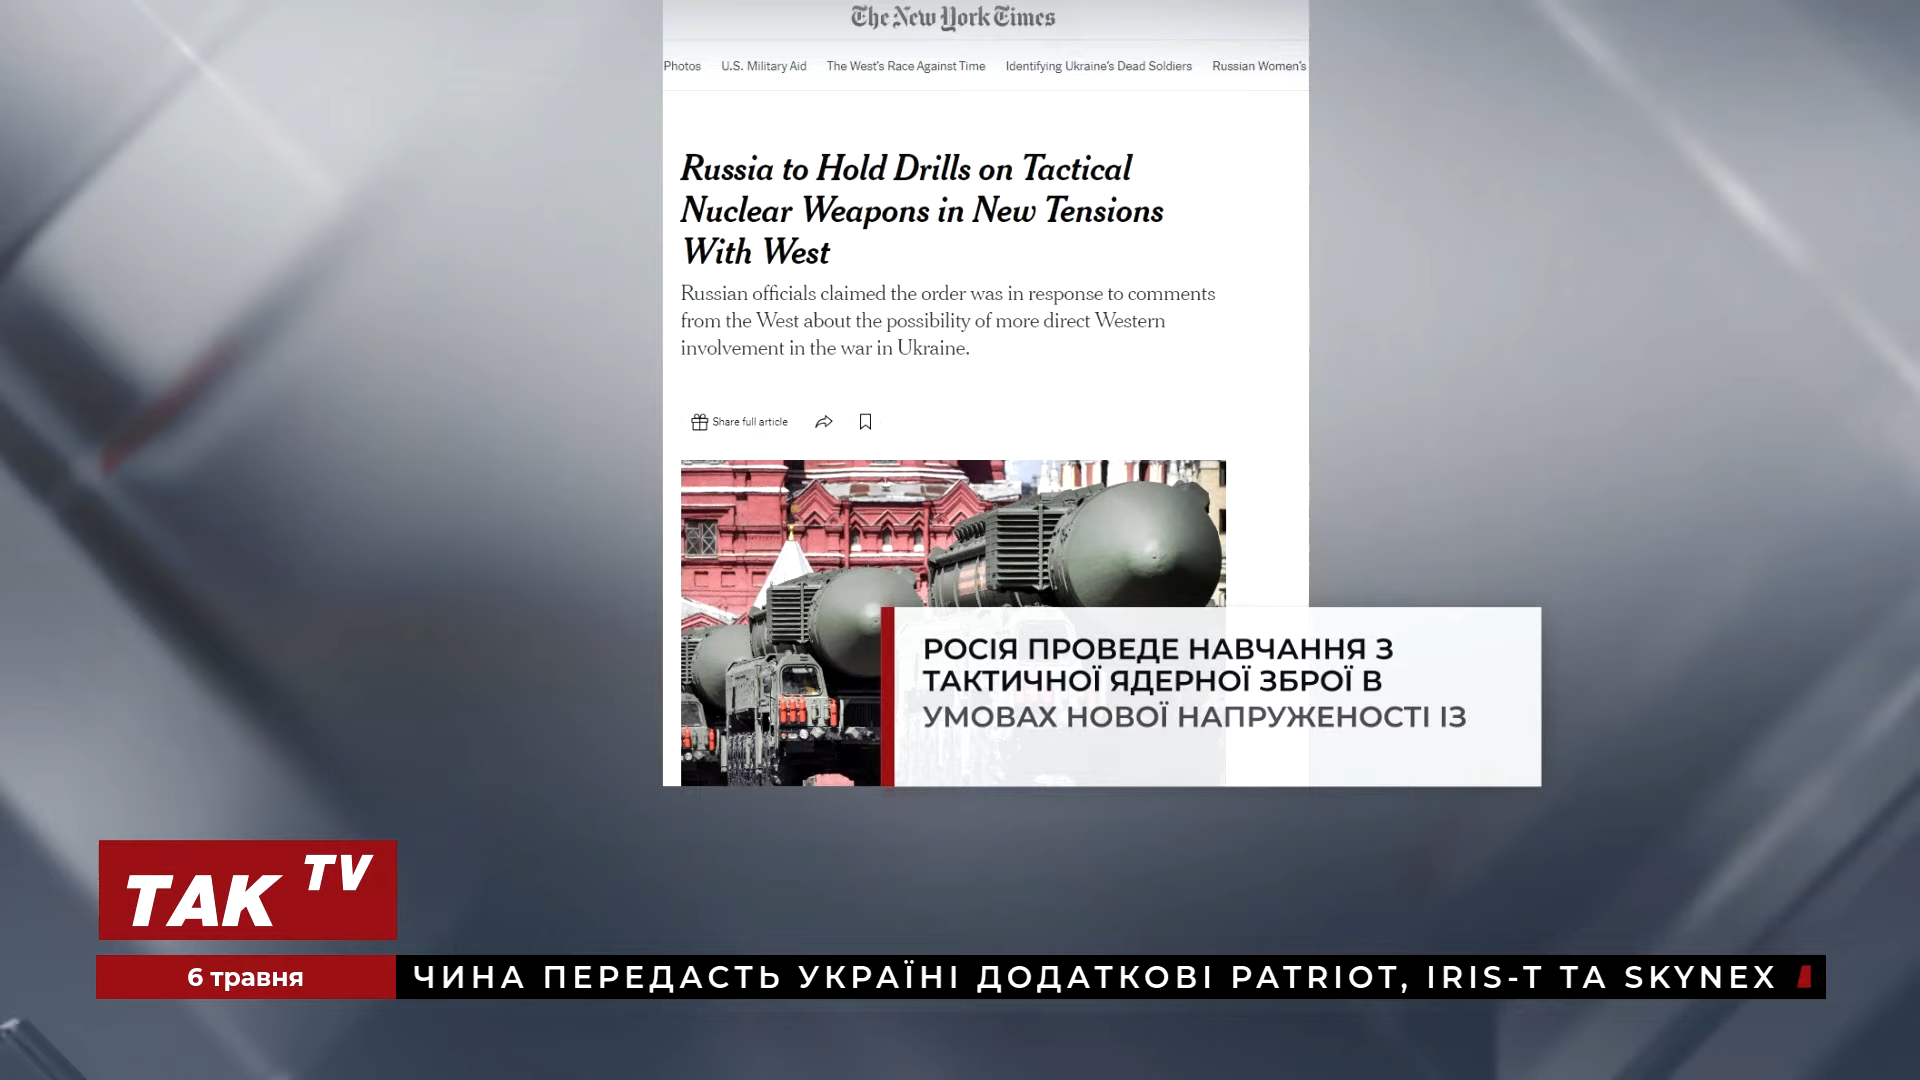 The New York Times
Photos U.S. Military Aid The West's Race Against Time Identifying Ukraine's Dead Soldiers Russian Women's
Russia to Hold Drills on Tactical
Nuclear Weapons in New Tensions
With West
Russian officials claimed the order was in response to comments
from the West about the possibility of more direct Western
involvement in the war in Ukraine.
Share full article
РОСІЯ ПРОВЕДЕ НАВЧАННЯ З
ТАКТИЧНОЇ ЯДЕРНОЇ ЗБРОЇ В
УМОВАХ НОВОЇ НАПРУЖЕНОСТІ ІЗ
ТАК TV
6 травня
ЧИНА ПЕРЕДАСТЬ УКРАЇНІ ДОДАТКОВІ PATRIOT, IRIS-T ТА SKYNEX